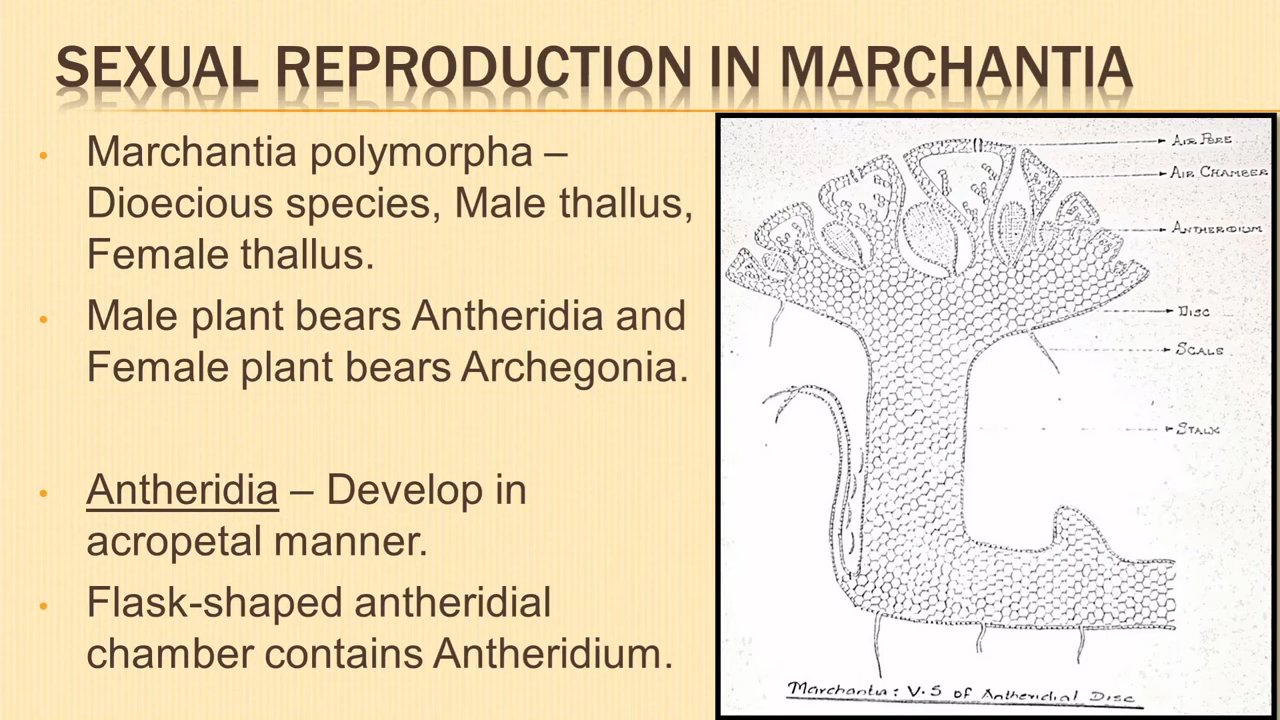 SEXUAL REPRODUCTION IN MARCHANTIA
• Marchantia polymorpha –
Dioecious species, Male thallus,
Female thallus.
• Male plant bears Antheridia and
Female plant bears Archegonia.
• Antheridia – Develop in
acropetal manner.
• Flask-shaped antheridial
chamber contains Antheridium.
AIR PORE
AIR CHAMBER
ANTHERIDIUM
DISC
SCALE
STALK
Marchantia: V.S of Antheridial Disc